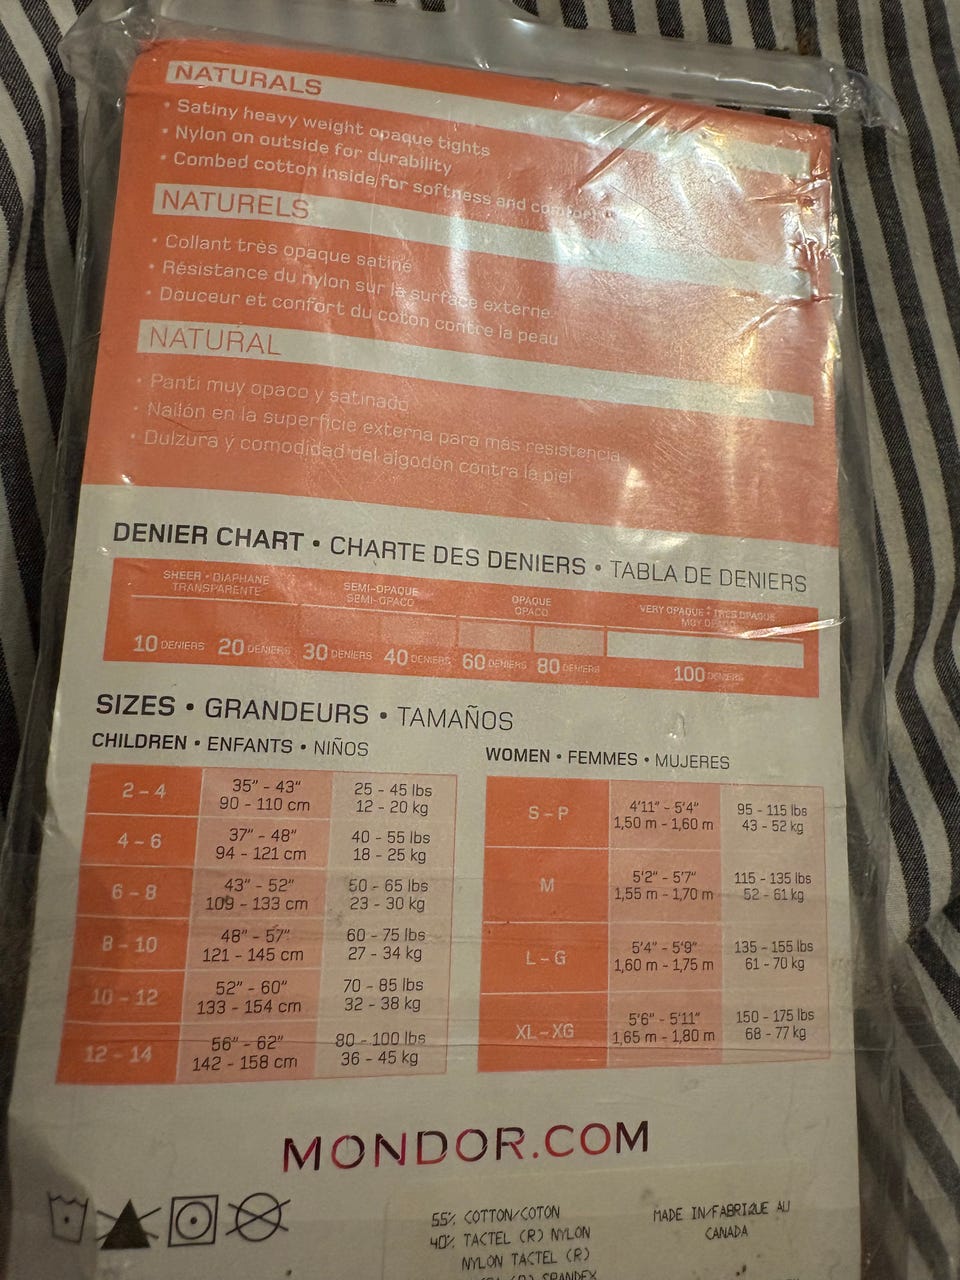 NATURALS
• Satiny heavy weight opaque tights
• Nylon on outside for durability
• Combed cotton inside for softness and comfort
NATURELS
• Collant très opaque satiné
• Résistance du nylon sur la surface externe
• Douceur et confort du coton contre la peau
NATURAL
• Panti muy opaco y satinado
• Nailón en la superficie externa para más resistencia
• Dulzura y comodidad del algodón contra la piel
DENIER CHART • CHARTE DES DENIERS • TABLA DE DENIERS
SHEER • DIAPHANE
TRANSPARENTE
SEMI-OPAQUE
SEMI-OPACO
OPAQUE
OPACO
VERY OPAQUE • TRÈS OPAQUE
MUY OPACO
10 DENIERS 20 DENIERS 30 DENIERS 40 DENIERS 60 DENIERS 80 DENIERS 100 DENIERS
SIZES • GRANDEURS • TAMAÑOS
CHILDREN • ENFANTS • NIÑOS
2 - 4 35" - 43" 25 - 45 lbs
90 - 110 cm 12 - 20 kg
4 - 6 37" - 48" 40 - 55 lbs
94 - 121 cm 18 - 25 kg
6 - 8 43" - 52" 50 - 65 lbs
109 - 133 cm 23 - 30 kg
8 - 10 48" - 57" 60 - 75 lbs
121 - 145 cm 27 - 34 kg
10 - 12 52" - 60" 70 - 85 lbs
133 - 154 cm 32 - 38 kg
12 - 14 56" - 62" 80 - 100 lbs
142 - 158 cm 36 - 45 kg
WOMEN • FEMMES • MUJERES
S - P 4'11" - 5'4" 95 - 115 lbs
1,50 m - 1,60 m 43 - 52 kg
M 5'2" - 5'7" 115 - 135 lbs
1,55 m - 1,70 m 52 - 61 kg
L - G 5'4" - 5'9" 135 - 155 lbs
1,60 m - 1,75 m 61 - 70 kg
XL - XG 5'6" - 5'11" 150 - 175 lbs
1,65 m - 1,80 m 68 - 77 kg
MONDOR.COM
55% COTTON/COTON
40% TACTEL (R) NYLON
NYLON TACTEL (R)
(R) SPANDEX
MADE IN/FABRIQUE AU
CANADA